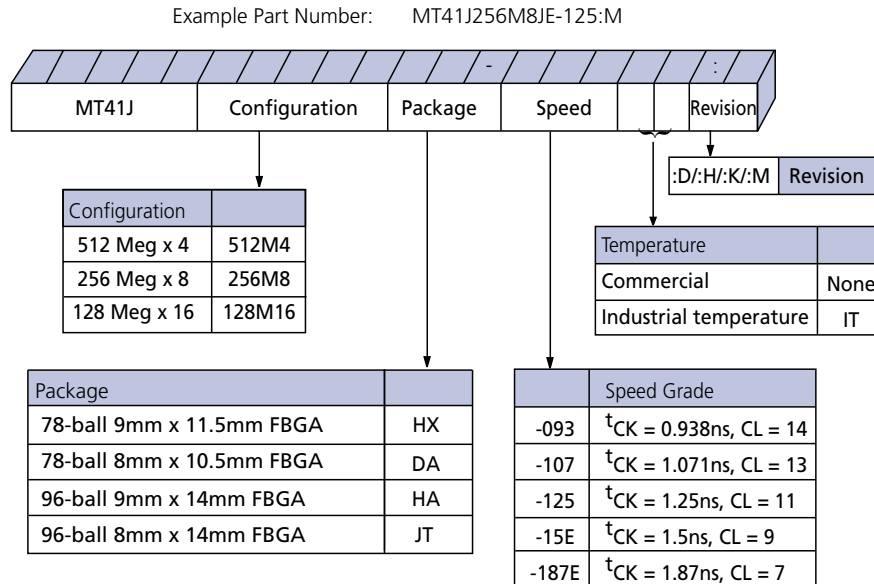 Example Part Number: MT41J256M8JE-125:M
- :
MT41J Configuration Package Speed Revision
:D/:H/:K/:M Revision
Configuration
512 Meg x 4 512M4
256 Meg x 8 256M8
128 Meg x 16 128M16
Temperature
Commercial None
Industrial temperature IT
Package
78-ball 9mm x 11.5mm FBGA HX
78-ball 8mm x 10.5mm FBGA DA
96-ball 9mm x 14mm FBGA HA
96-ball 8mm x 14mm FBGA JT
Speed Grade
-093 tCK = 0.938ns, CL = 14
-107 tCK = 1.071ns, CL = 13
-125 tCK = 1.25ns, CL = 11
-15E tCK = 1.5ns, CL = 9
-187E tCK = 1.87ns, CL = 7